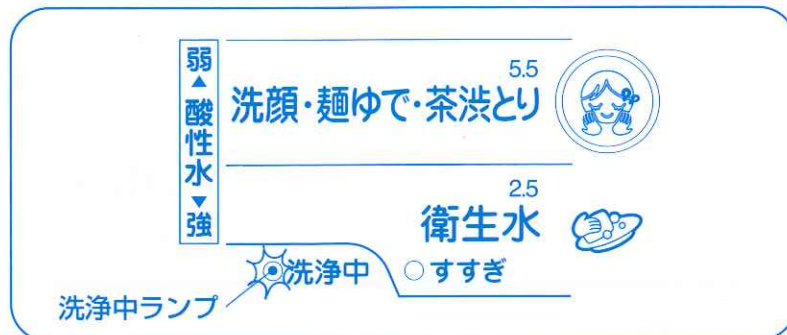 弱
▲
酸性水
▼
強
5.5
洗顔・麺ゆで・茶渋とり
2.5
衛生水
洗浄中 ○すすぎ
洗浄中ランプ